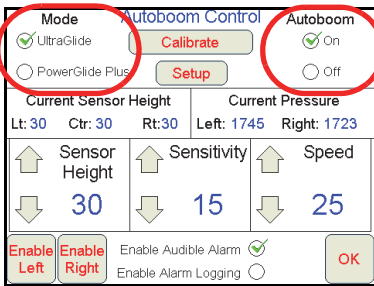 Mode Autoboom Control Autoboom
UltraGlide Calibrate On
PowerGlide Plus Setup Off
Current Sensor Height Current Pressure
Lt: 30 Ctr: 30 Rt:30 Left: 1745 Right: 1723
Sensor Height Sensitivity Speed
30 15 25
Enable Left Enable Right Enable Audible Alarm OK
Enable Alarm Logging